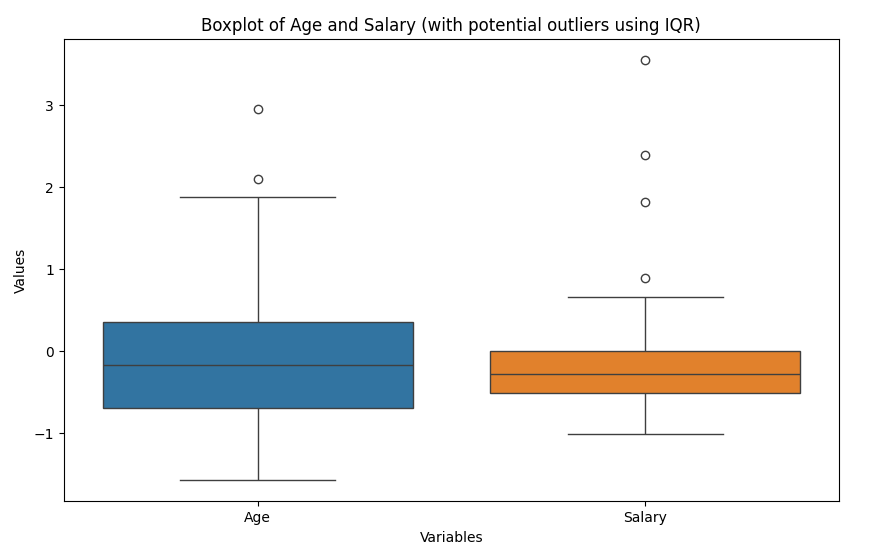 Boxplot of Age and Salary (with potential outliers using IQR)
3
2
1
0
−1
Values
Age
Salary
Variables